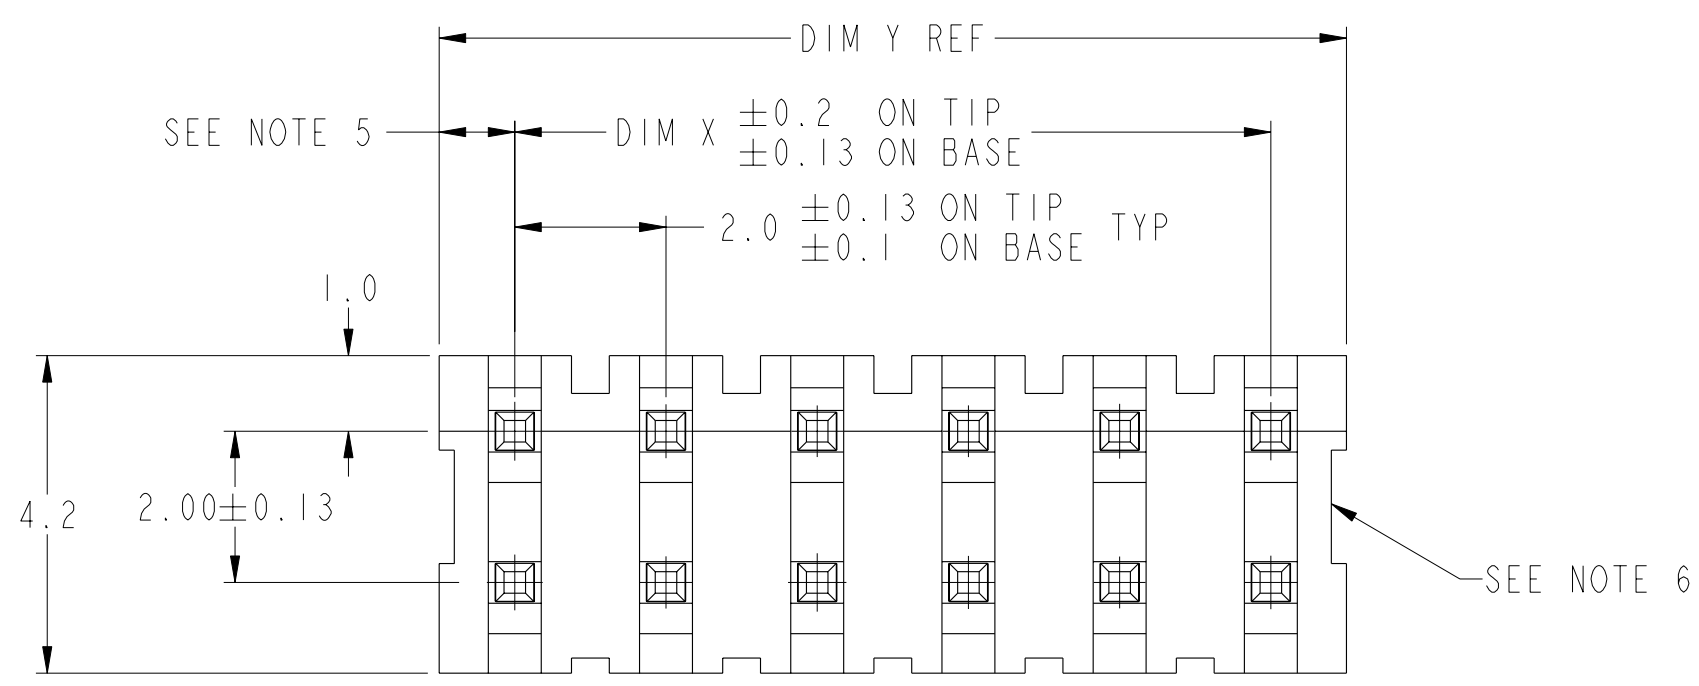 DIM Y REF
SEE NOTE 5
DIM X ±0.2 ON TIP
±0.13 ON BASE
2.0 ±0.13 ON TIP TYP
±0.1 ON BASE
1.0
4.2
2.00±0.13
SEE NOTE 6